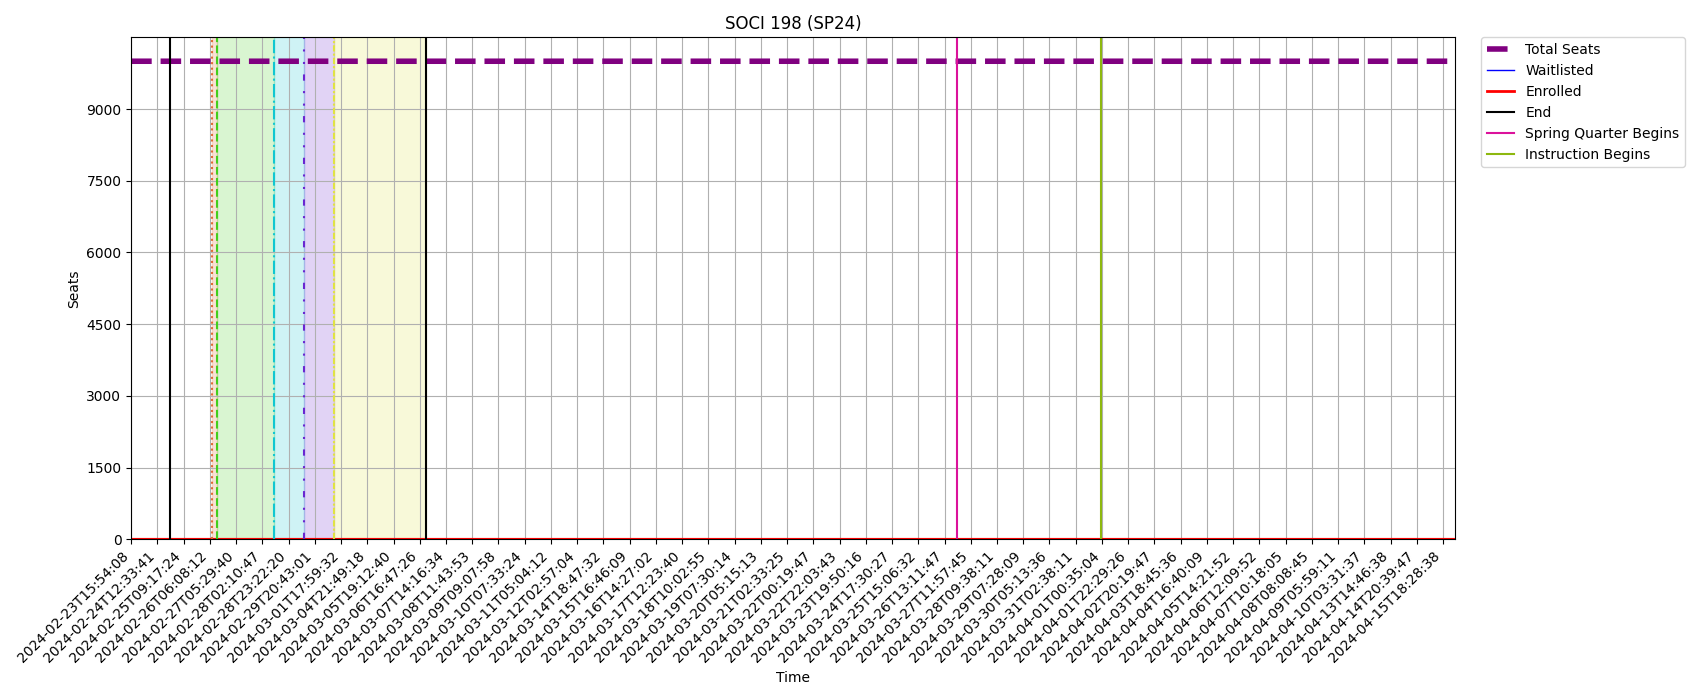 SOCI 198 (SP24)
Total Seats
Waitlisted
Enrolled
End
Spring Quarter Begins
Instruction Begins
Seats
9000
7500
6000
4500
3000
1500
0
2024-02-23T15:54:08
2024-02-24T12:33:41
2024-02-25T09:17:24
2024-02-26T06:08:12
2024-02-27T05:29:40
2024-02-28T02:10:47
2024-02-28T23:22:20
2024-02-29T20:43:01
2024-03-01T17:59:32
2024-03-04T21:49:18
2024-03-05T19:12:40
2024-03-06T16:47:26
2024-03-07T14:16:34
2024-03-08T11:43:53
2024-03-09T09:07:58
2024-03-10T07:33:24
2024-03-11T05:04:12
2024-03-12T02:57:04
2024-03-14T18:47:32
2024-03-15T16:46:09
2024-03-16T14:27:02
2024-03-17T12:23:40
2024-03-18T10:02:55
2024-03-19T07:30:14
2024-03-20T05:15:13
2024-03-21T02:33:25
2024-03-22T00:19:47
2024-03-22T22:03:43
2024-03-23T19:50:16
2024-03-24T17:30:27
2024-03-25T15:06:32
2024-03-26T13:11:47
2024-03-27T11:57:45
2024-03-28T09:38:11
2024-03-29T07:28:09
2024-03-30T05:13:36
2024-03-31T02:38:11
2024-04-01T00:35:04
2024-04-01T22:29:26
2024-04-02T20:19:47
2024-04-03T18:45:36
2024-04-04T16:40:09
2024-04-05T14:21:52
2024-04-06T12:09:52
2024-04-07T10:18:05
2024-04-08T08:08:45
2024-04-09T05:59:11
2024-04-10T03:31:37
2024-04-13T14:46:38
2024-04-14T20:39:47
2024-04-15T18:28:38
Time